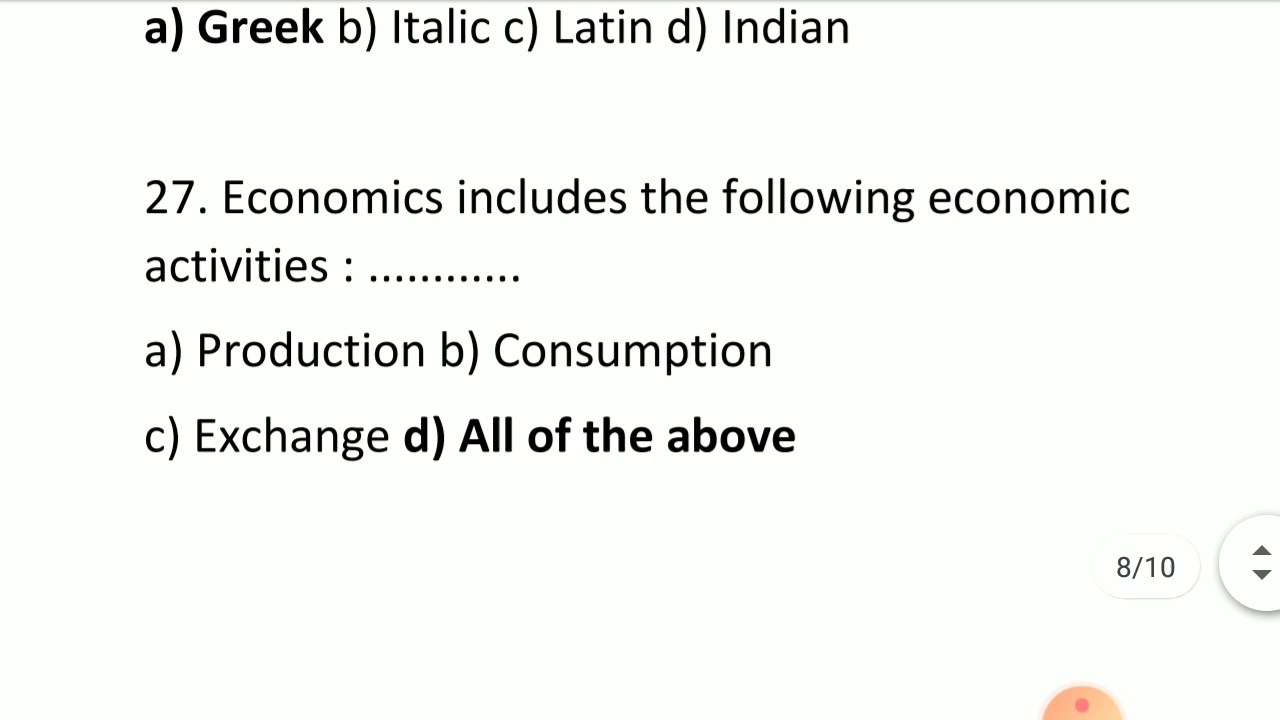 a) Greek b) Italic c) Latin d) Indian
27. Economics includes the following economic
activities : ............
a) Production b) Consumption
c) Exchange d) All of the above
8/10